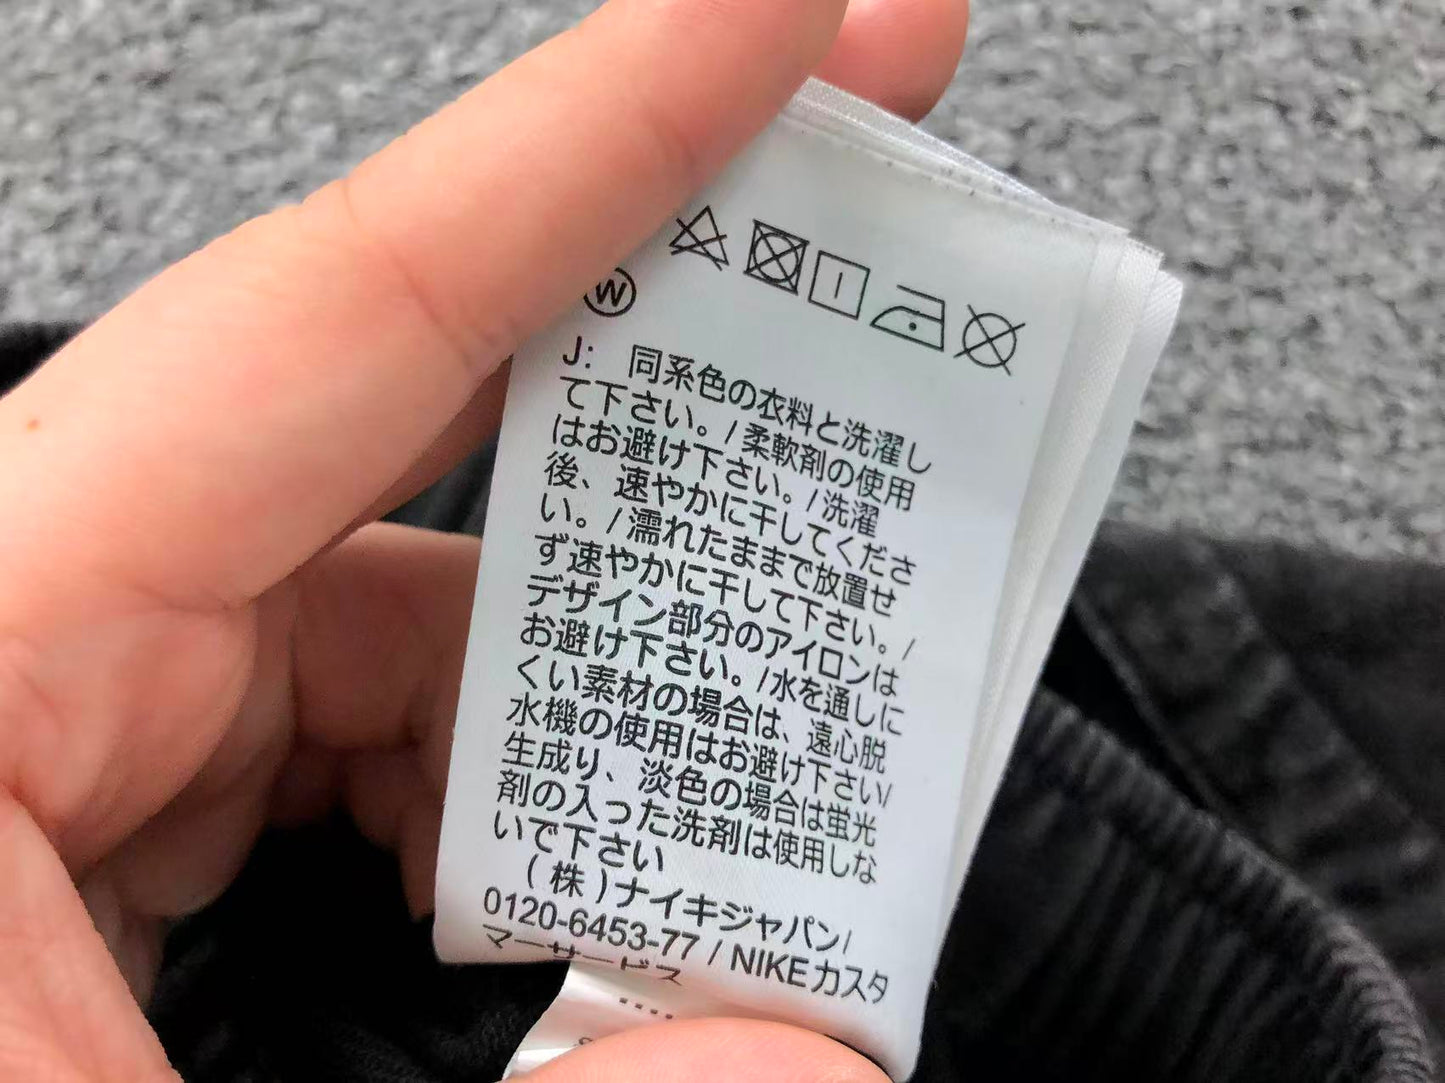 W
J: 同系色の衣料と洗濯し
て下さい。/柔軟剤の使用
はお避け下さい。/洗濯
後、速やかに干してくださ
い。/濡れたままで放置せ
ず速やかに干して下さい。/
デザイン部分のアイロンは
お避け下さい。/水を通しに
くい素材の場合は、遠心脱
水機の使用はお避け下さい/
生成り、淡色の場合は蛍光
剤の入った洗剤は使用しな
いで下さい
(株)ナイキジャパン/
0120-6453-77 / NIKEカスタ
マーサービス